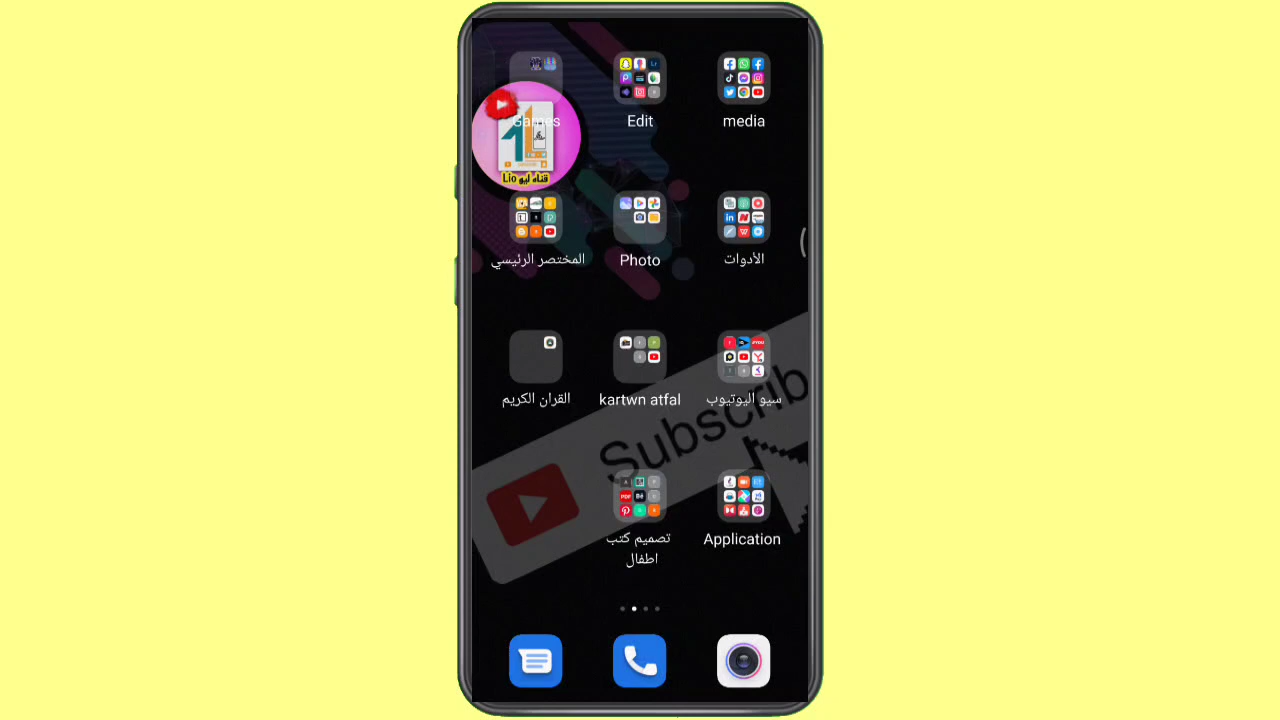 Games
Edit
media
قناه ليو Lio
المختصر الرئيسي
Photo
الأدوات
القران الكريم
kartwn atfal
سيو اليوتيوب
Subscrib
تصميم كتب
اطفال
Application